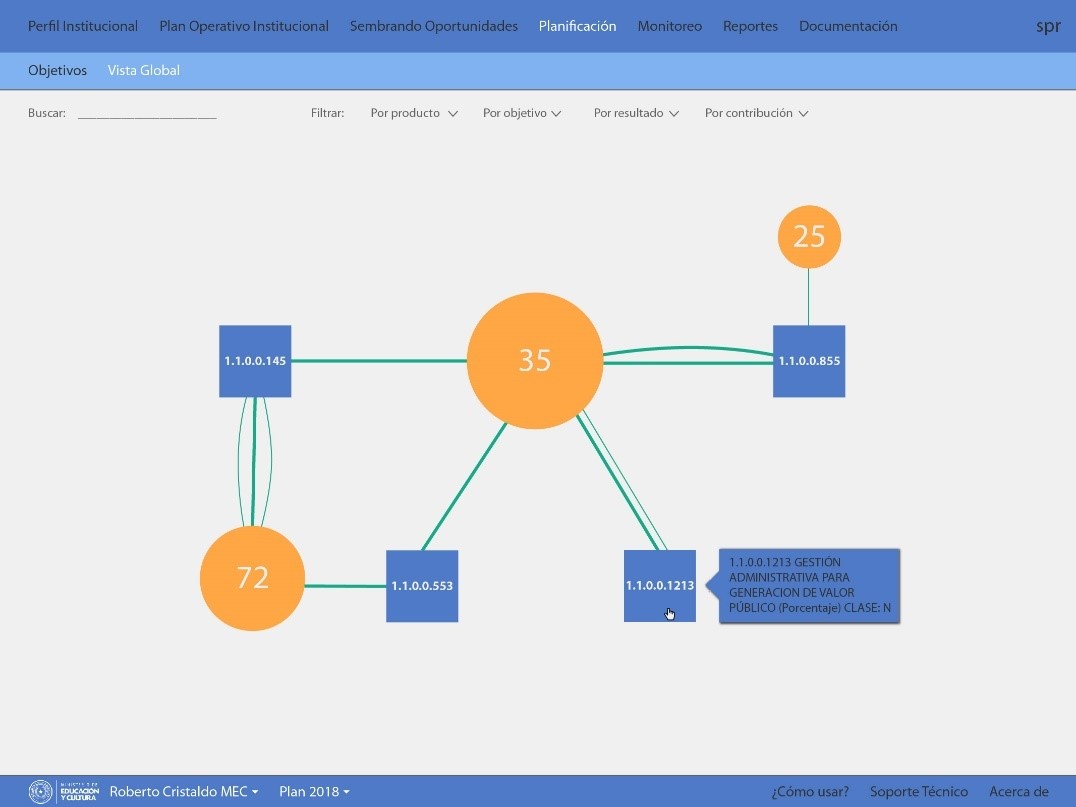 Perfil Institucional Plan Operativo Institucional Sembrando Oportunidades Planificación Monitoreo Reportes Documentación spr
Objetivos Vista Global
Buscar: ____________________ Filtrar: Por producto Por objetivo Por resultado Por contribución
25
1.1.0.0.145 35 1.1.0.0.855
72 1.1.0.0.553 1.1.0.0.1213
1.1.0.0.1213 GESTIÓN
ADMINISTRATIVA PARA
GENERACION DE VALOR
PÚBLICO (Porcentaje) CLASE: N
MINISTERIO DE
EDUCACIÓN
Y CULTURA
Roberto Cristaldo MEC Plan 2018 ¿Cómo usar? Soporte Técnico Acerca de